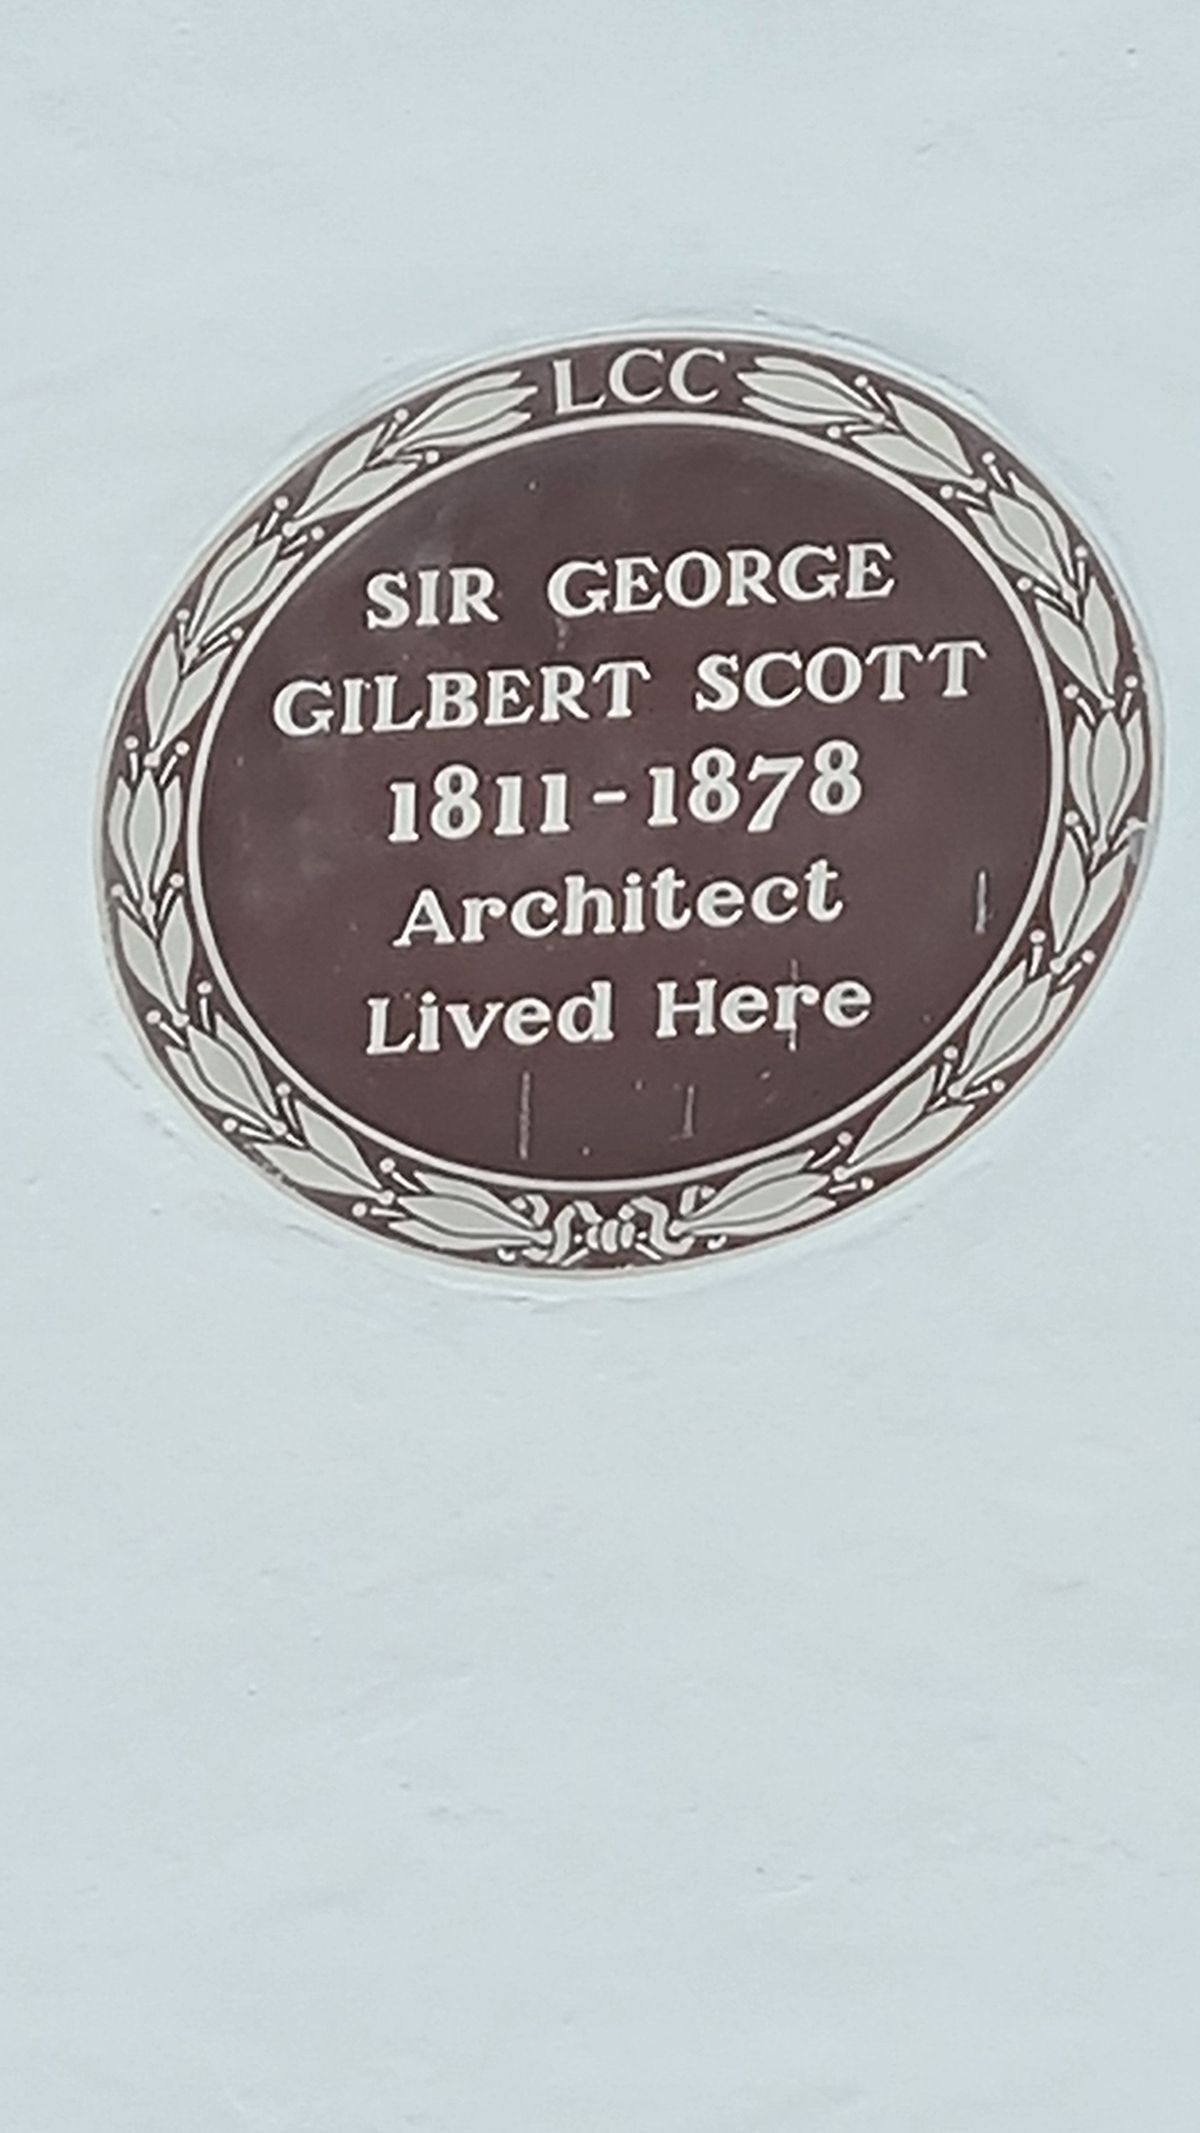 LCC
SIR GEORGE
GILBERT SCOTT
1811-1878
Architect
Lived Here